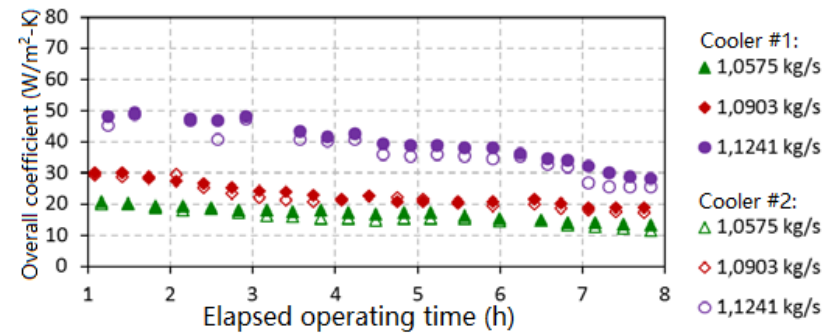 80
70
60
50
40
30
20
10
0
Overall coefficient (W/m²-K)
1 2 3 4 5 6 7 8
Elapsed operating time (h)
Cooler #1:
1,0575 kg/s
1,0903 kg/s
1,1241 kg/s
Cooler #2:
1,0575 kg/s
1,0903 kg/s
1,1241 kg/s